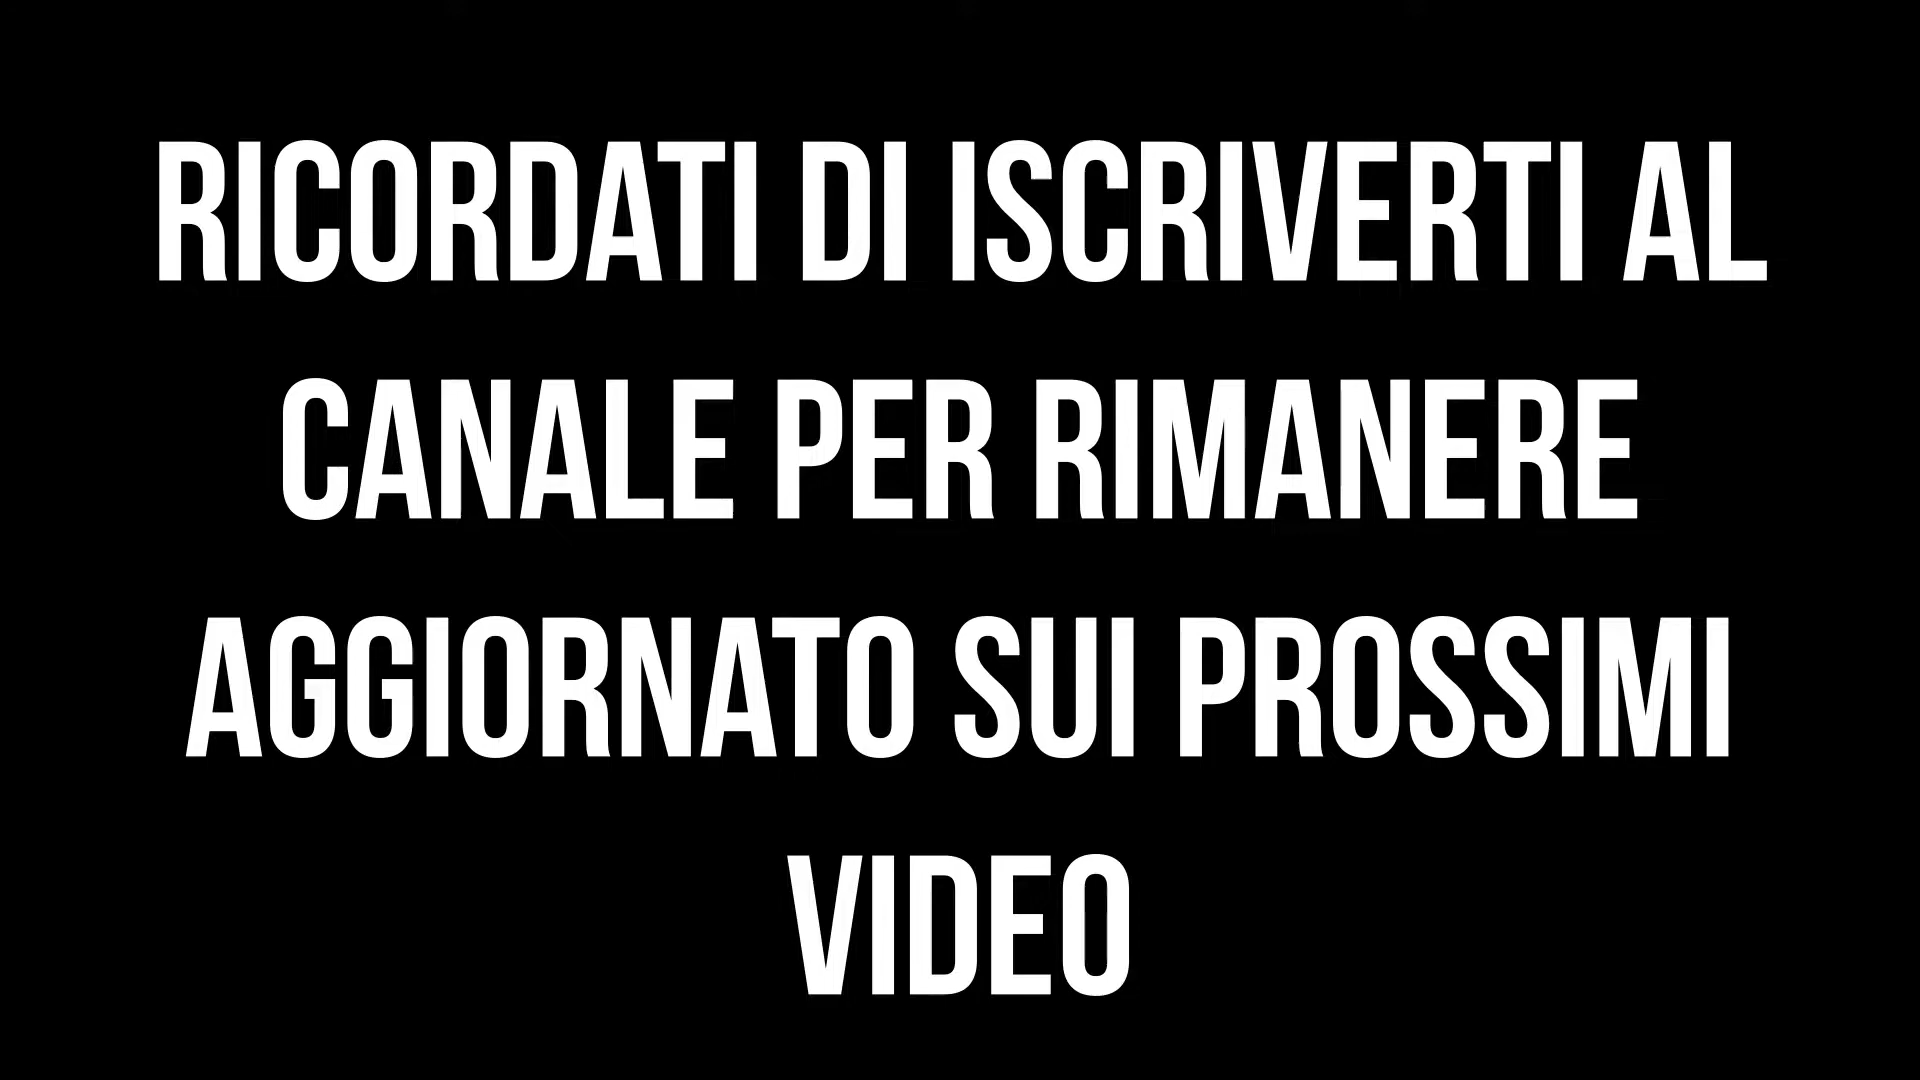 RICORDATI DI ISCRIVERTI AL
CANALE PER RIMANERE
AGGIORNATO SUI PROSSIMI
VIDEO